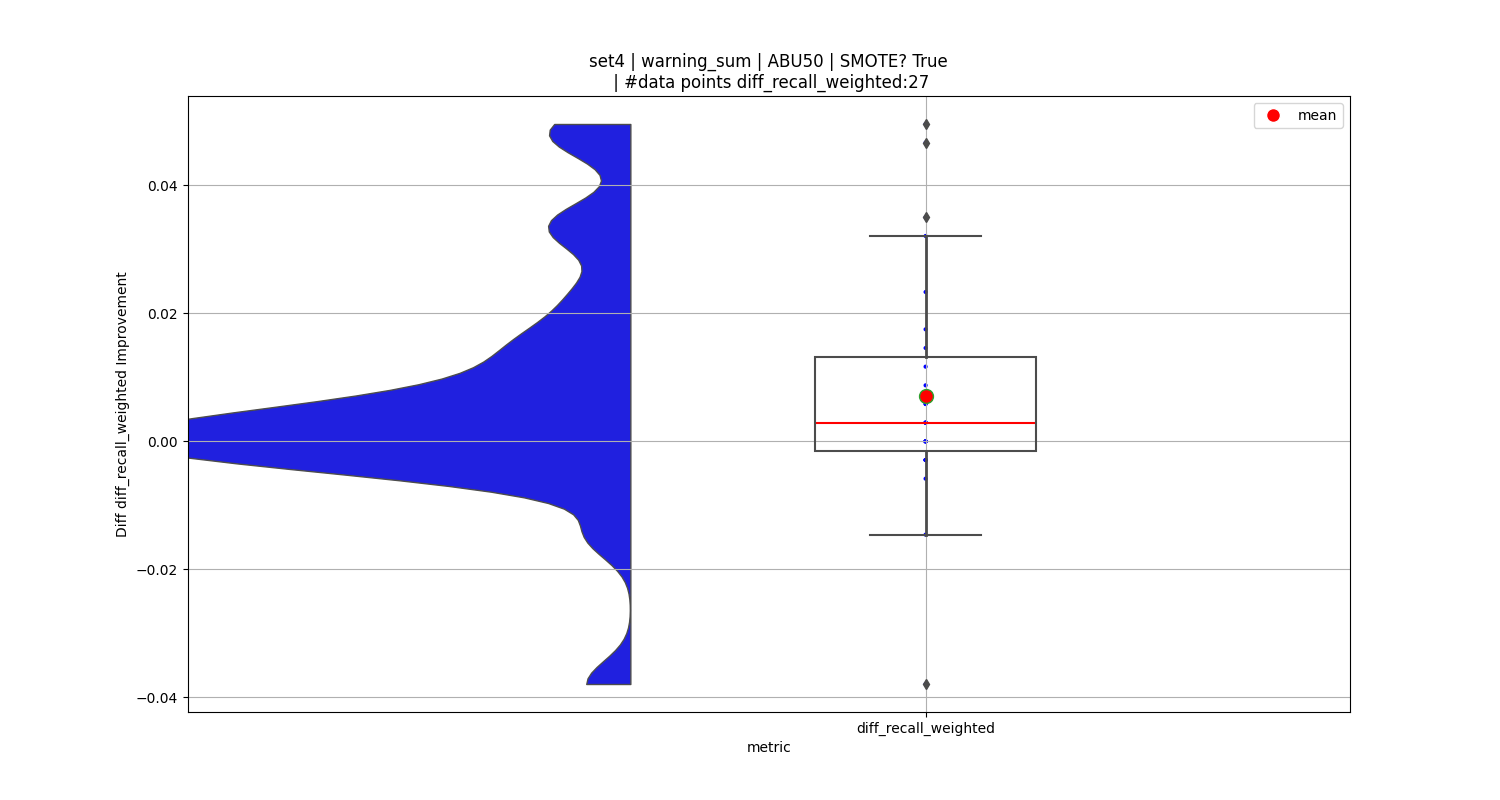 set4 | warning_sum | ABU50 | SMOTE? True
| #data points diff_recall_weighted:27
mean
0.04
0.02
0.00
−0.02
−0.04
Diff diff_recall_weighted Improvement
diff_recall_weighted
metric